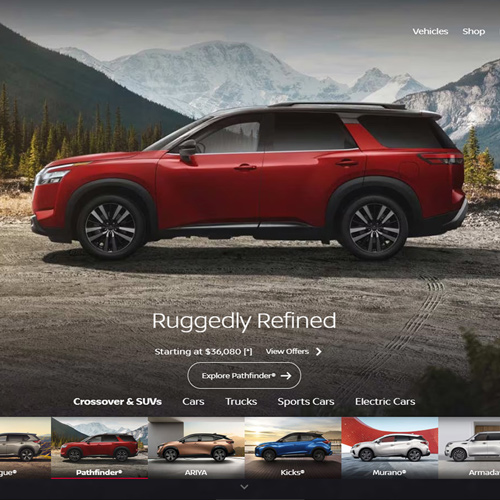 Vehicles Shop
Ruggedly Refined
Starting at $36,080 [*] View Offers
Explore Pathfinder®
Crossover & SUVs Cars Trucks Sports Cars Electric Cars
gue® Pathfinder® ARIYA Kicks® Murano® Armada